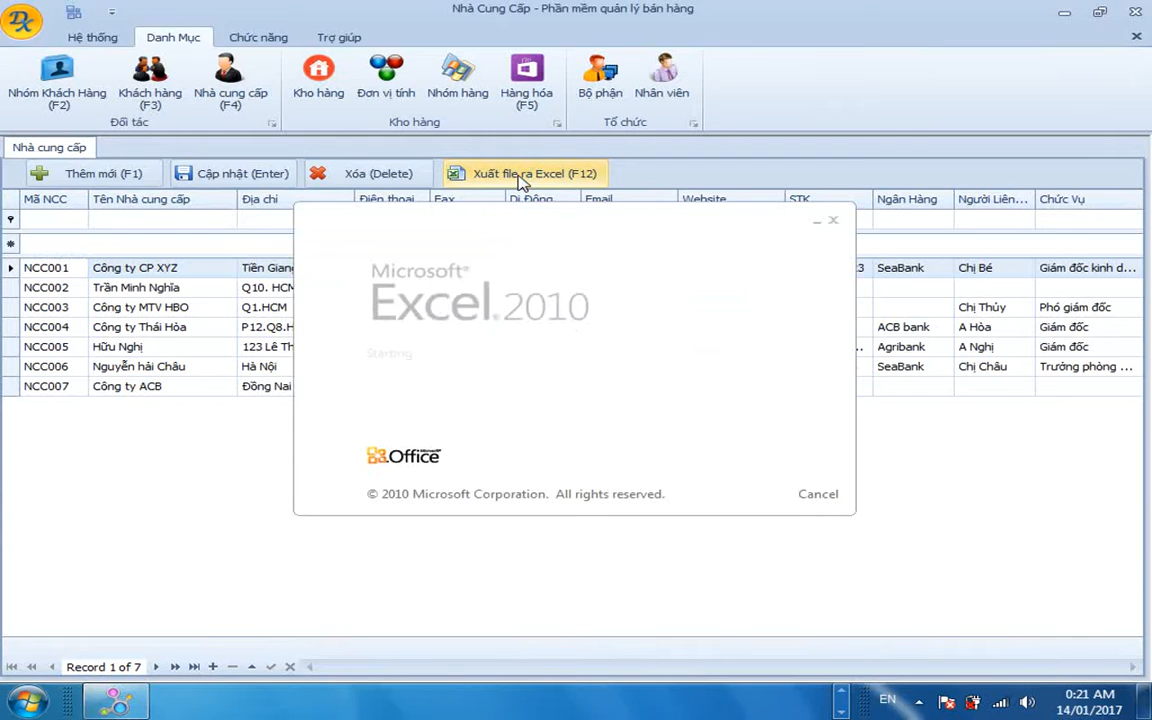 Nhà Cung Cấp - Phần mềm quản lý bán hàng
Hệ thống Danh Mục Chức năng Trợ giúp
Nhóm Khách Hàng (F2) Khách hàng (F3) Nhà cung cấp (F4) Kho hàng Đơn vị tính Nhóm hàng Hàng hóa (F5) Bộ phận Nhân viên
Đối tác Kho hàng Tổ chức
Nhà cung cấp
Thêm mới (F1) Cập nhật (Enter) Xóa (Delete) Xuất file ra Excel (F12)
Mã NCC Tên Nhà cung cấp Địa chỉ Điện thoại Fax Di Động Email Website STK Ngân Hàng Người Liên... Chức Vụ
NCC001 Công ty CP XYZ Tiền Giang 3 SeaBank Chị Bé Giám đốc kinh d...
NCC002 Trần Minh Nghĩa Q10. HCM
NCC003 Công ty MTV HBO Q1.HCM Chị Thủy Phó giám đốc
NCC004 Công ty Thái Hòa P12.Q8.H ACB bank A Hòa Giám đốc
NCC005 Hữu Nghị 123 Lê Th .. Agribank A Nghị Giám đốc
NCC006 Nguyễn hải Châu Hà Nội SeaBank Chị Châu Trưởng phòng ...
NCC007 Công ty ACB Đồng Nai
Microsoft®
Excel®2010
Starting
Microsoft®
Office
© 2010 Microsoft Corporation. All rights reserved. Cancel
Record 1 of 7
EN
0:21 AM
14/01/2017